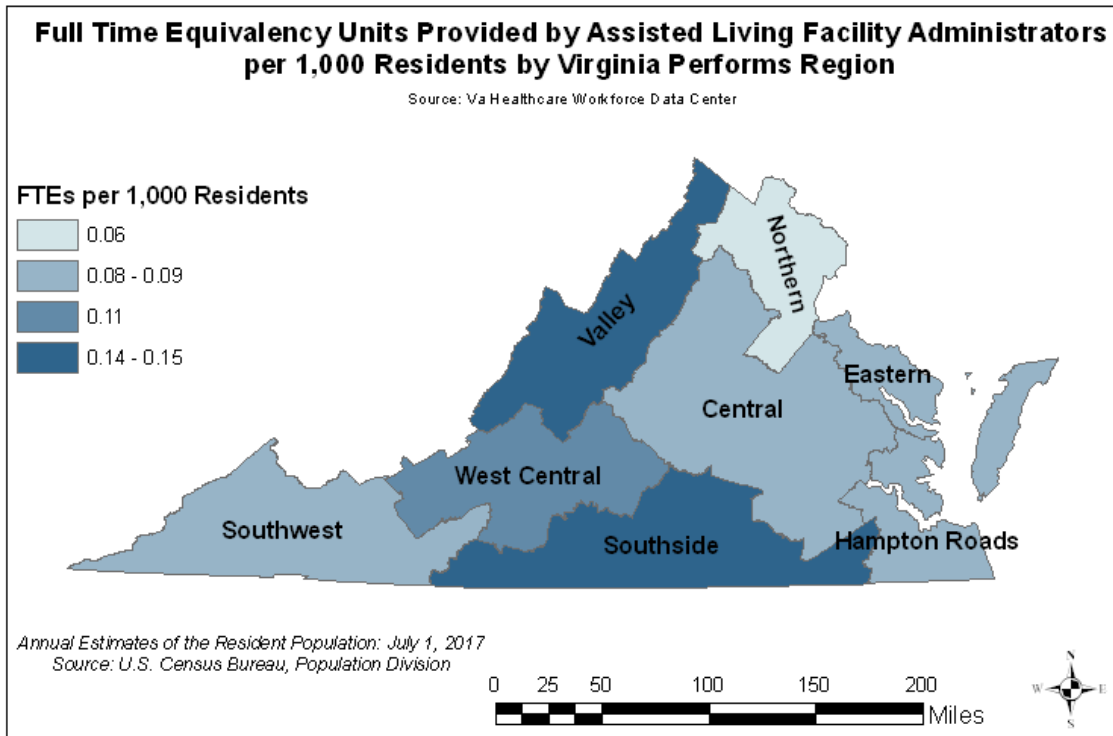 Full Time Equivalency Units Provided by Assisted Living Facility Administrators
per 1,000 Residents by Virginia Performs Region
Source: Va Healthcare Workforce Data Center
FTEs per 1,000 Residents
0.06
0.08 - 0.09
0.11
0.14 - 0.15
Northern
Valley
Eastern
Central
West Central
Southwest
Southside
Hampton Roads
Annual Estimates of the Resident Population: July 1, 2017
Source: U.S. Census Bureau, Population Division
0 25 50 100 150 200
Miles
N
W E
S